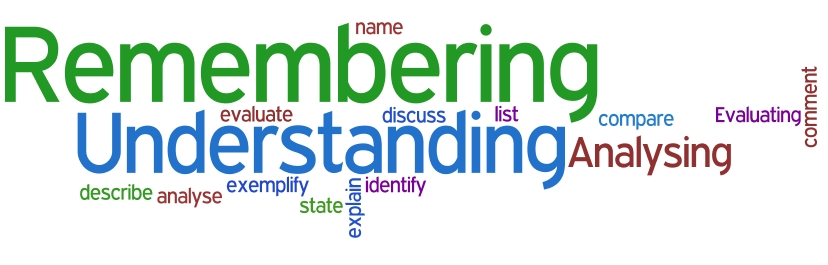 name
Remembering
evaluate discuss list compare Evaluating comment
Understanding Analysing
describe analyse exemplify state explain identify